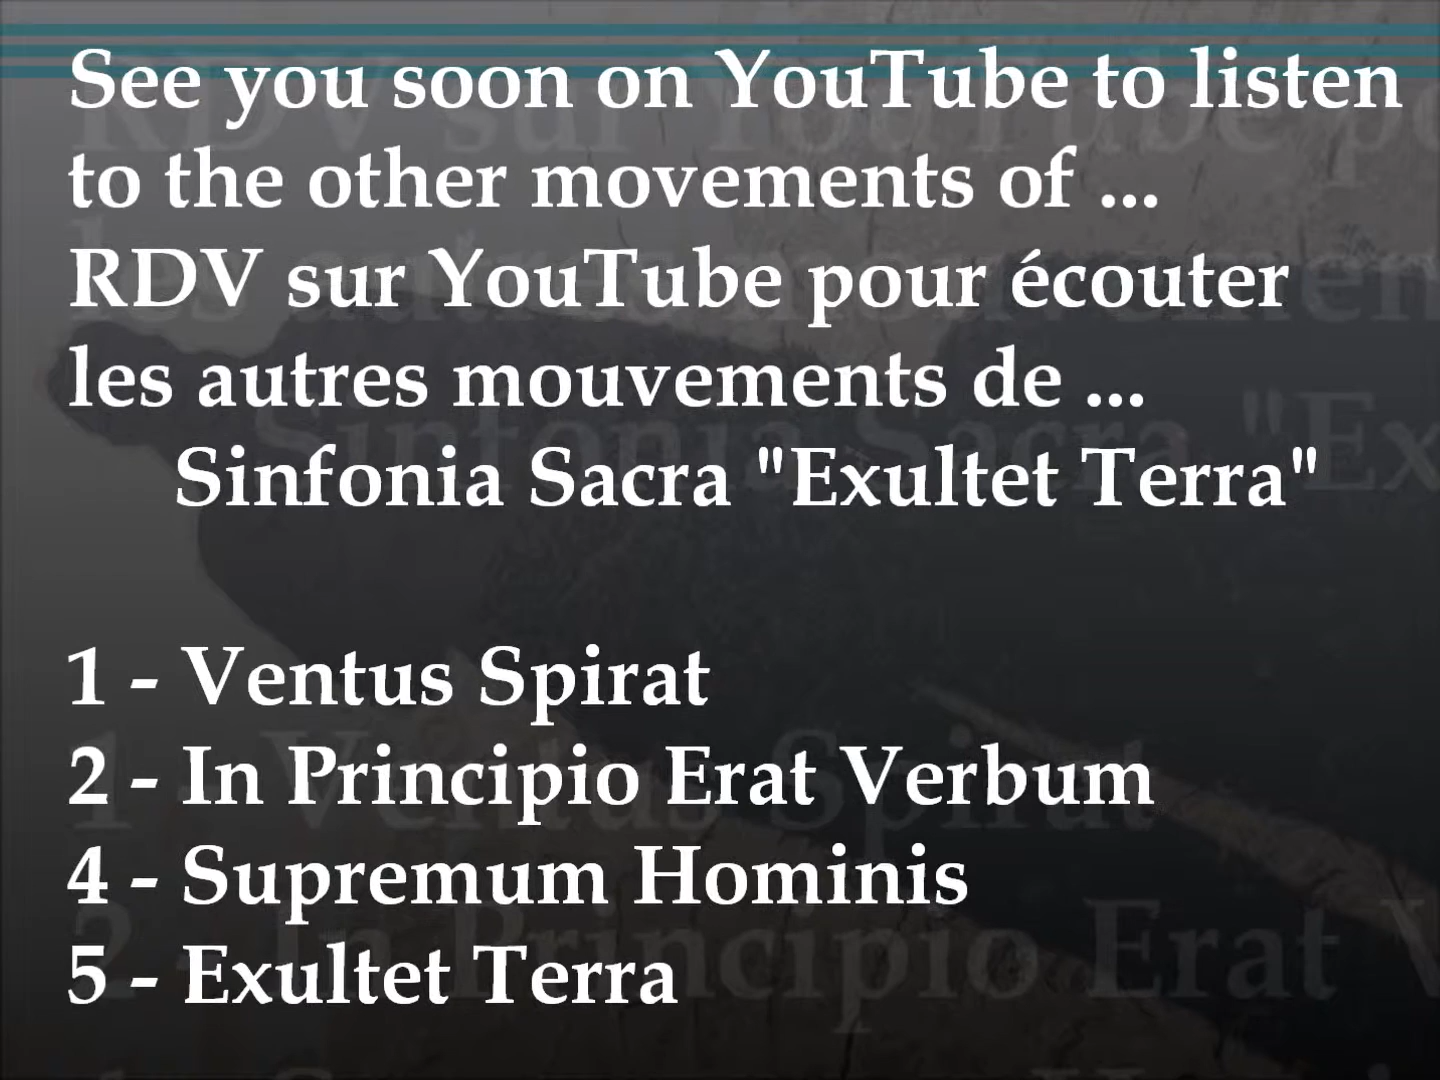 See you soon on YouTube to listen
to the other movements of ...
RDV sur YouTube pour écouter
les autres mouvements de ...
Sinfonia Sacra "Exultet Terra"
1 - Ventus Spirat
2 - In Principio Erat Verbum
4 - Supremum Hominis
5 - Exultet Terra